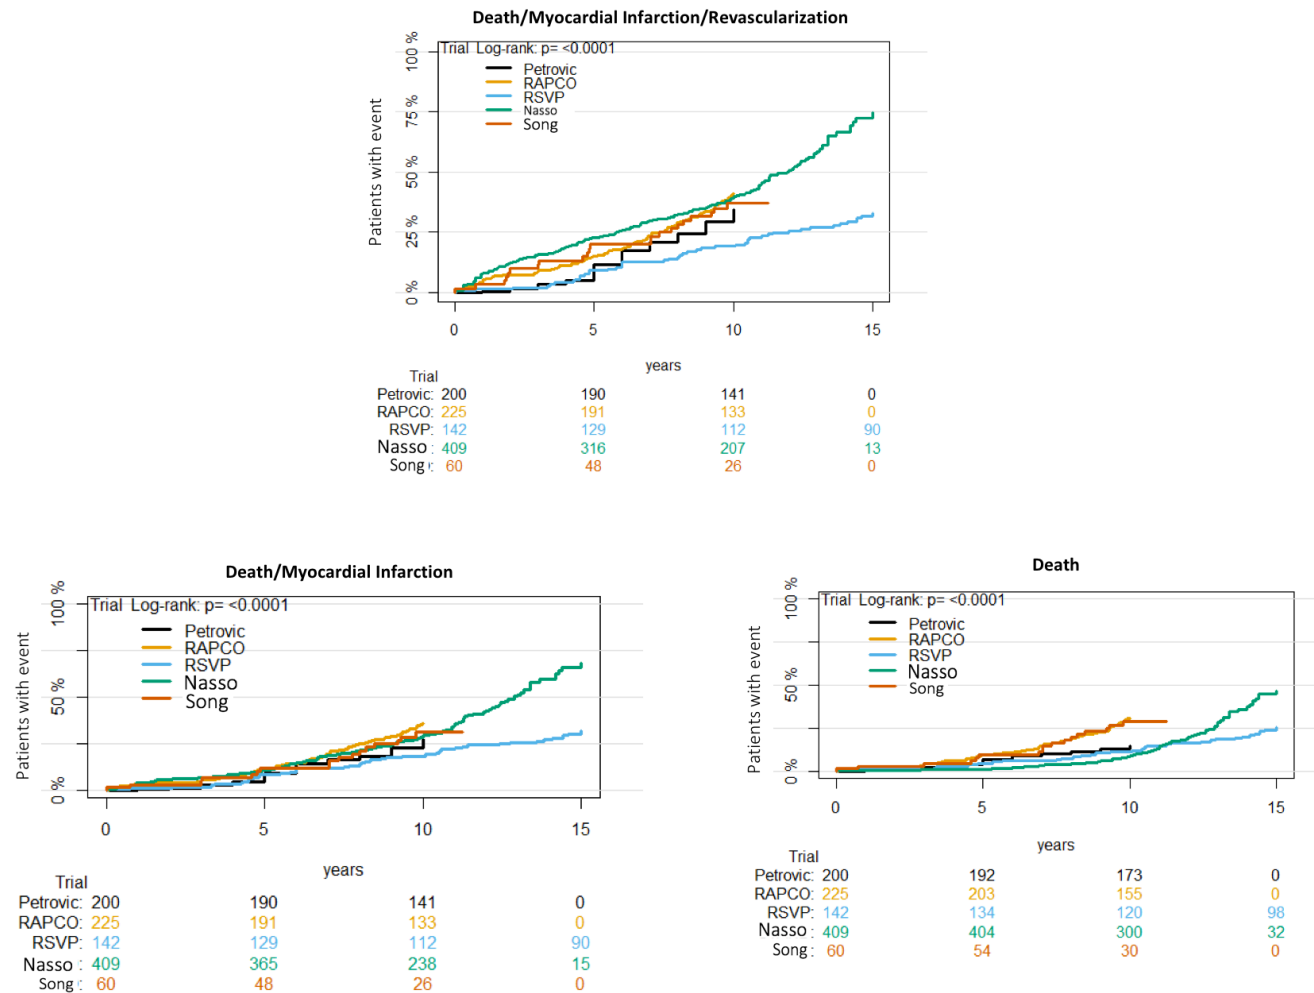 Death/Myocardial Infarction/Revascularization
Trial Log-rank: p= <0.0001
Petrovic
RAPCO
RSVP
Nasso
Song
Patients with event
100 %
75 %
50 %
25 %
0 %
0 5 10 15
years
Trial
Petrovic: 200 190 141 0
RAPCO: 225 191 133 0
RSVP: 142 129 112 90
Nasso : 409 316 207 13
Song : 60 48 26 0
Death/Myocardial Infarction
Trial Log-rank: p= <0.0001
Petrovic
RAPCO
RSVP
Nasso
Song
Patients with event
100 %
50 %
0 %
0 5 10 15
years
Trial
Petrovic: 200 190 141 0
RAPCO: 225 191 133 0
RSVP: 142 129 112 90
Nasso : 409 365 238 15
Song : 60 48 26 0
Death
Trial Log-rank: p= <0.0001
Petrovic
RAPCO
RSVP
Nasso
Song
Patients with event
100 %
50 %
0 %
0 5 10 15
years
Trial
Petrovic: 200 192 173 0
RAPCO: 225 203 155 0
RSVP: 142 134 120 98
Nasso : 409 404 300 32
Song : 60 54 30 0